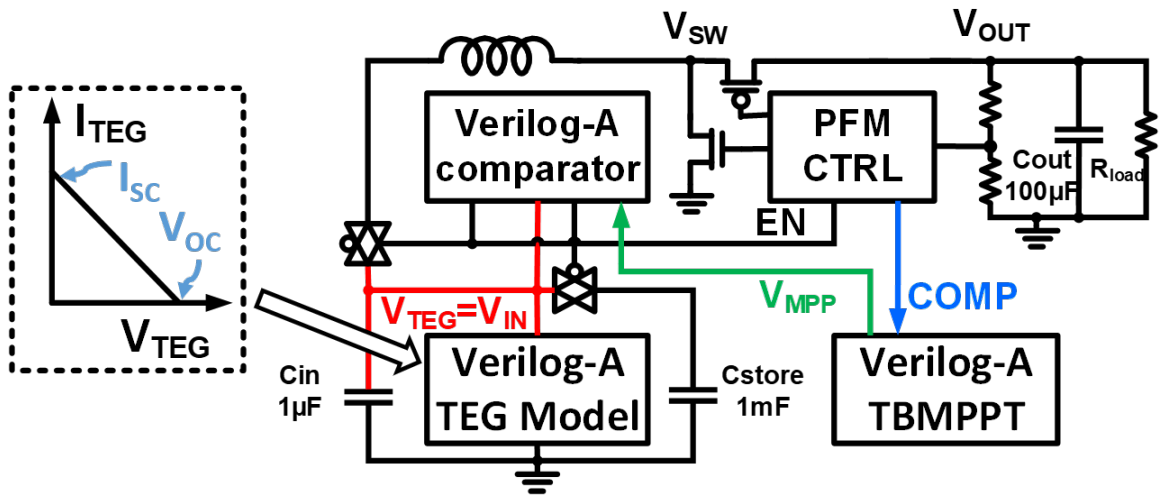 I_TEG
I_SC
V_OC
V_TEG
V_SW
V_OUT
Verilog-A
comparator
PFM
CTRL
Cout
100µF
R_load
EN
V_MPP
COMP
V_TEG=V_IN
Cin
1µF
Verilog-A
TEG Model
Cstore
1mF
Verilog-A
TBMPPT